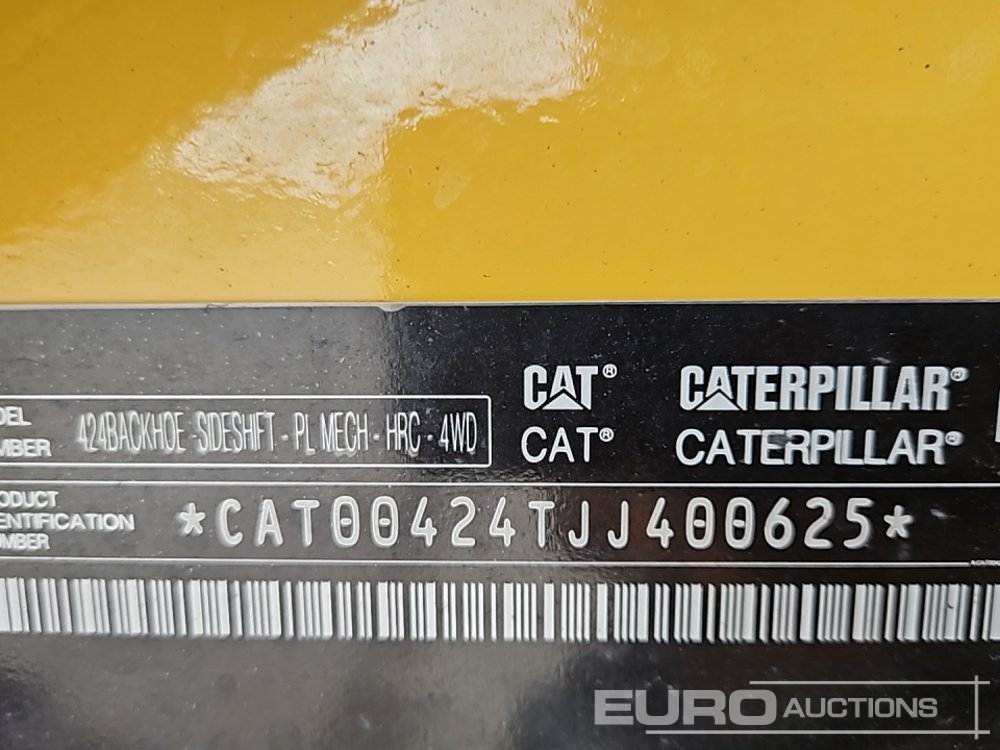 CAT® CATERPILLAR®
CAT® CATERPILLAR®
424BACKHOE-SIDESHIFT - PL MECH - HRC - 4WD
*CAT00424TJJ400625*
EURO AUCTIONS